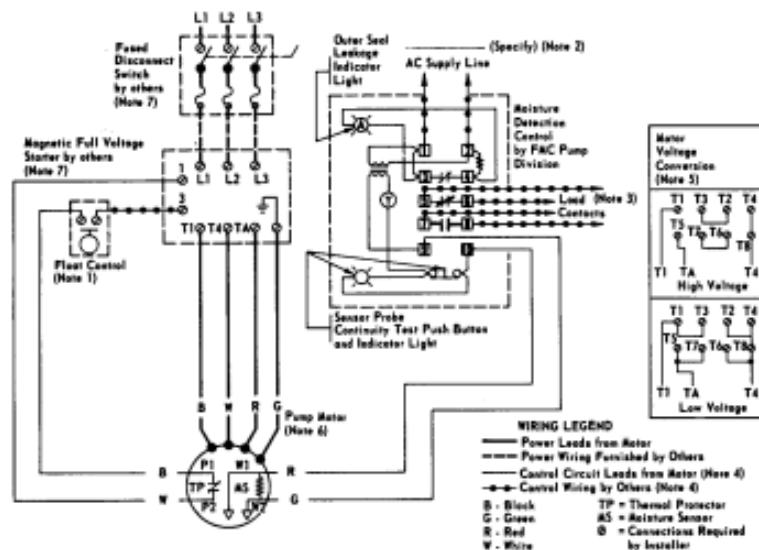 L1 L2 L3
Fused
Disconnect
Switch
by others
(Note 7)
Outer Seal
Leakage
Indicator
Light
(Specify) (Note 2)
AC Supply Line
Moisture
Detection
Control
by FMC Pump
Division
Magnetic Full Voltage
Starter by others
(Note 7)
1
L1 L2 L3
3
T1 T4 TA
Float Control
(Note 1)
A
T
Load (Note 3)
Contacts
Sensor Probe
Continuity Test Push Button
and Indicator Light
Motor
Voltage
Conversion
(Note 5)
T1 T3 T2 T4
T5 T7 T6 T8
T1 TA T4
High Voltage
T1 T3 T2 T4
T5 T7 T6 T8
T1 TA T4
Low Voltage
B W R G
Pump Motor
(Note 6)
B P1 W1 R
TP MS
W P2 W2 G
WIRING LEGEND
Power Leads from Motor
Power Wiring Furnished by Others
Control Circuit Leads from Motor (Note 4)
Control Wiring by Others (Note 4)
B - Black
G - Green
R - Red
W - White
TP = Thermal Protector
MS = Moisture Sensor
Ø = Connections Required
by Installer